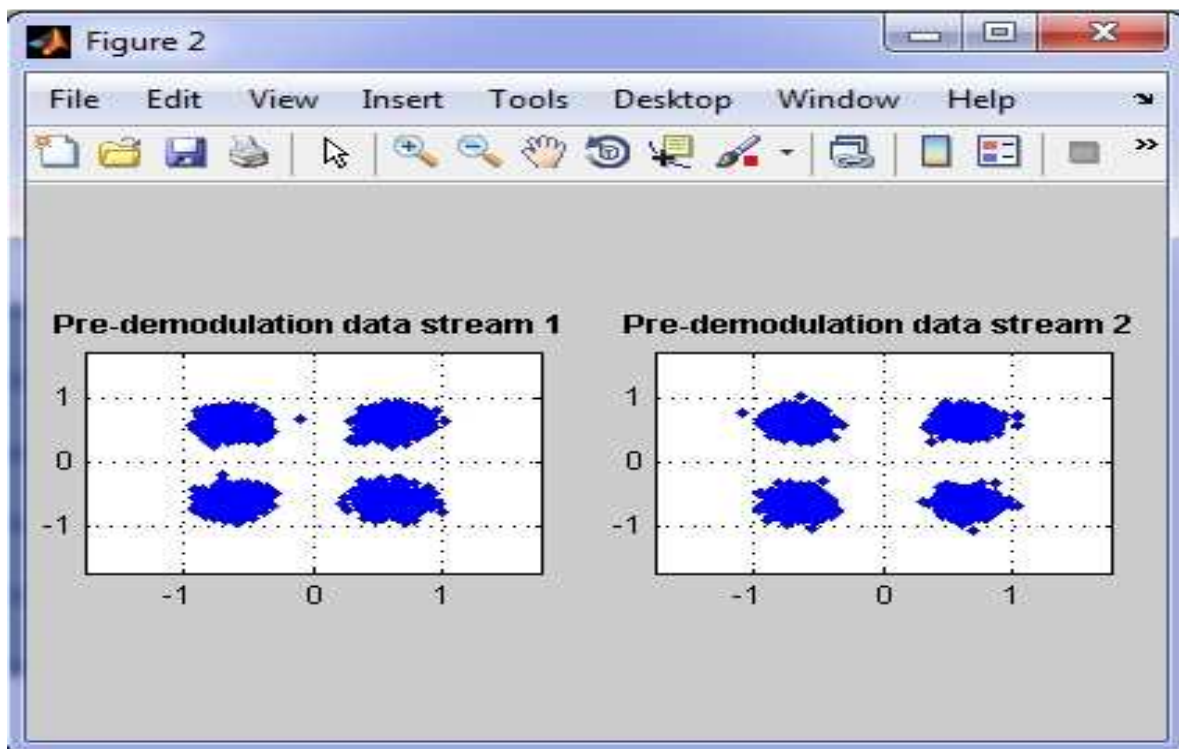 Figure 2
File Edit View Insert Tools Desktop Window Help
Pre-demodulation data stream 1
1
0
-1
-1 0 1
Pre-demodulation data stream 2
1
0
-1
-1 0 1